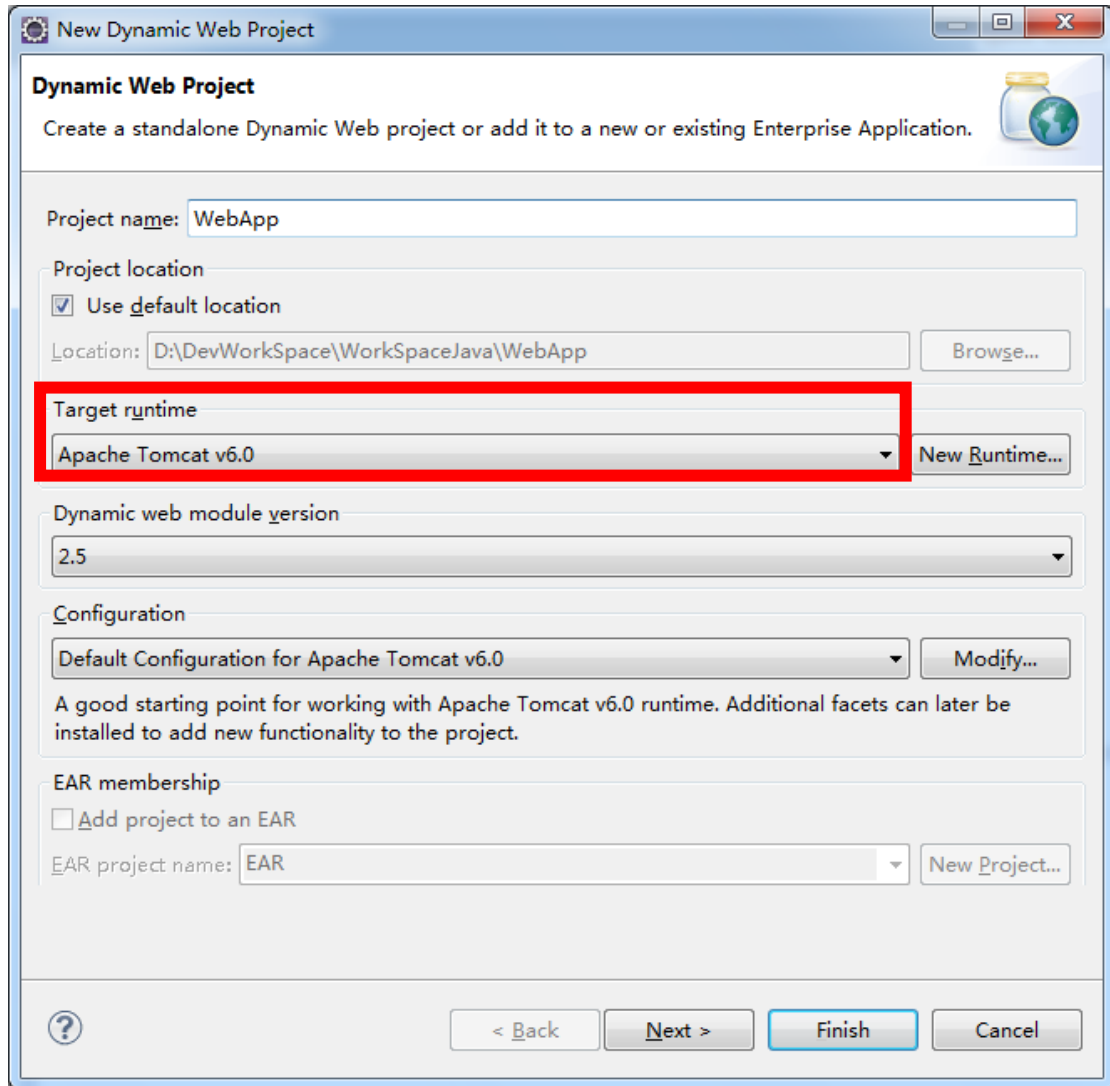 New Dynamic Web Project
Dynamic Web Project
Create a standalone Dynamic Web project or add it to a new or existing Enterprise Application.
Project name: WebApp
Project location
Use default location
Location: D:\DevWorkSpace\WorkSpaceJava\WebApp Browse...
Target runtime
Apache Tomcat v6.0 New Runtime...
Dynamic web module version
2.5
Configuration
Default Configuration for Apache Tomcat v6.0 Modify...
A good starting point for working with Apache Tomcat v6.0 runtime. Additional facets can later be
installed to add new functionality to the project.
EAR membership
Add project to an EAR
EAR project name: EAR New Project...
? < Back Next > Finish Cancel